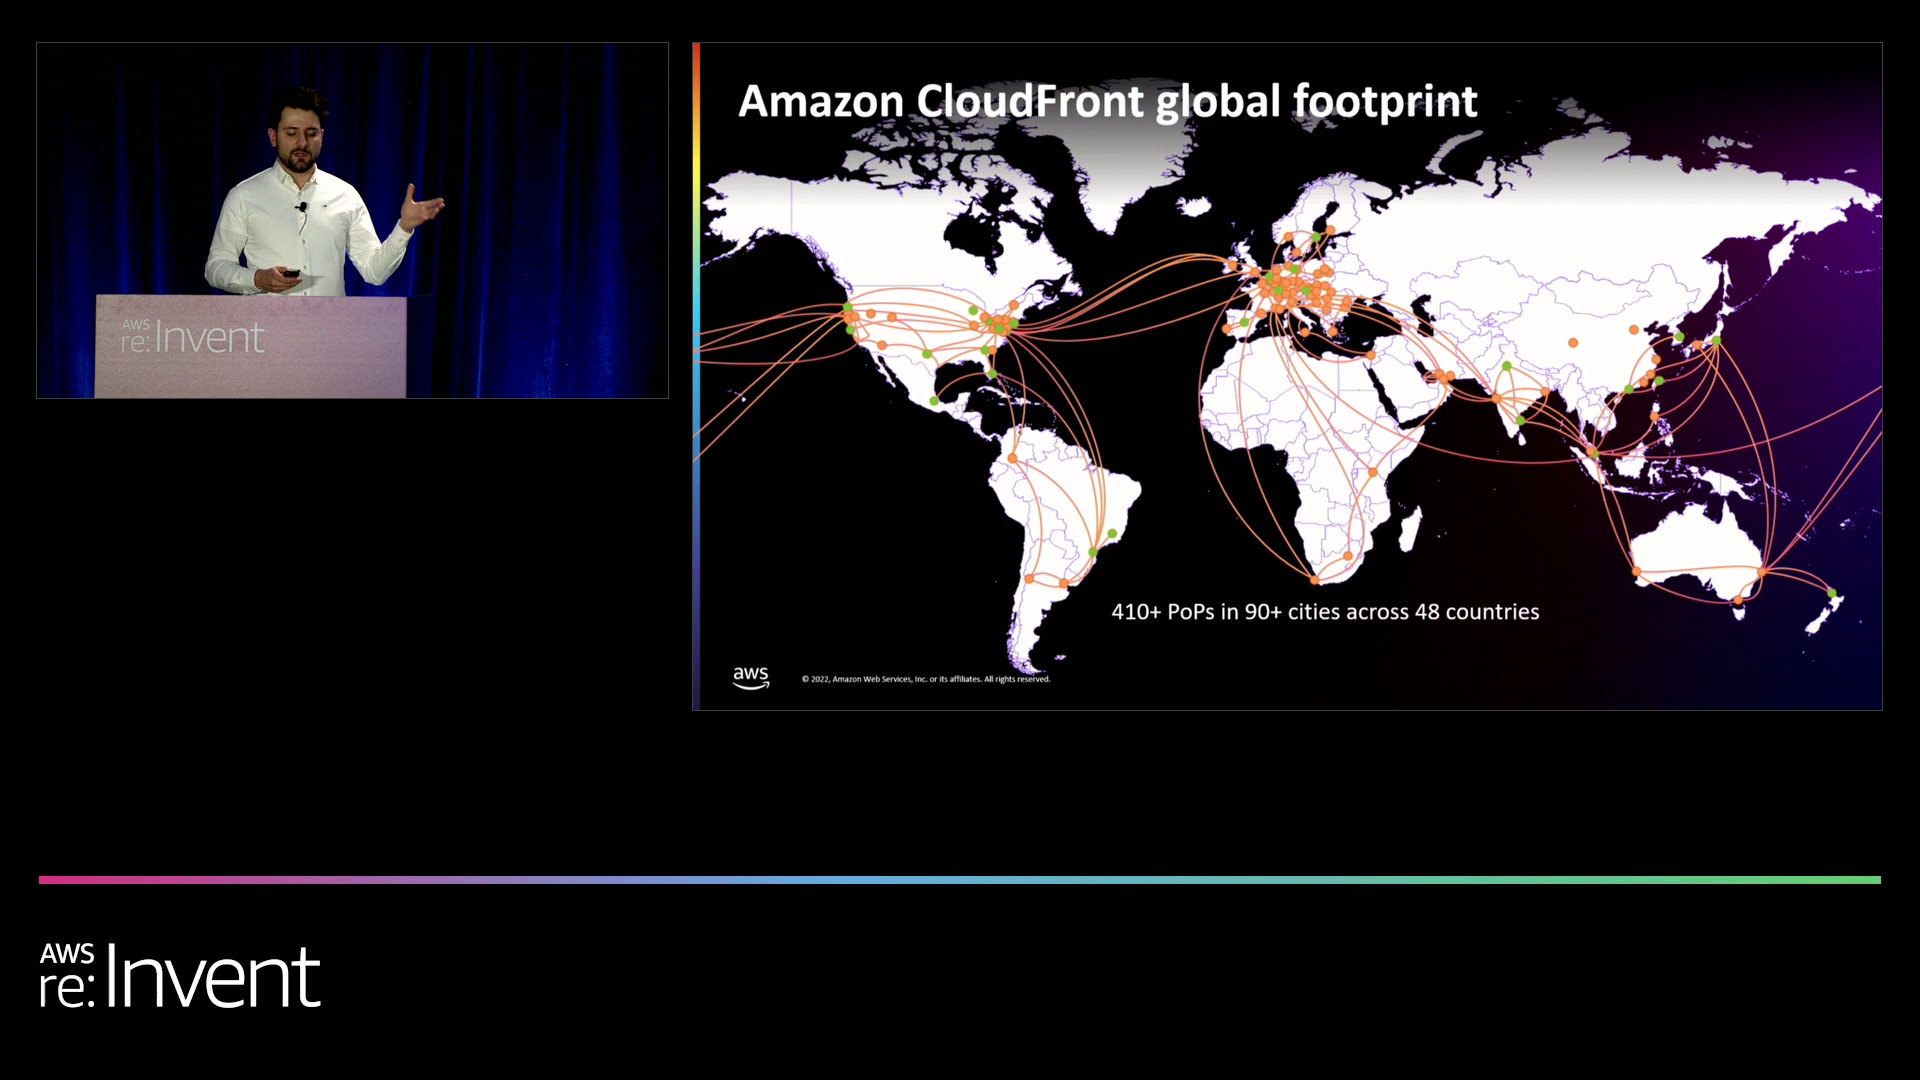 AWS
re:Invent
Amazon CloudFront global footprint
410+ PoPs in 90+ cities across 48 countries
aws
© 2022, Amazon Web Services, Inc. or its affiliates. All rights reserved.
AWS
re:Invent